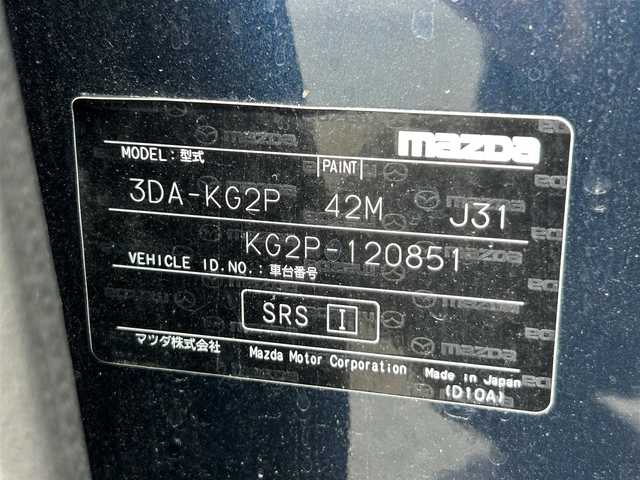 mazda
MODEL: 型式 PAINT
3DA-KG2P 42M J31
KG2P-120851
VEHICLE ID.NO.: 車台番号
SRS I
マツダ株式会社 Mazda Motor Corporation Made in Japan
(D10A)